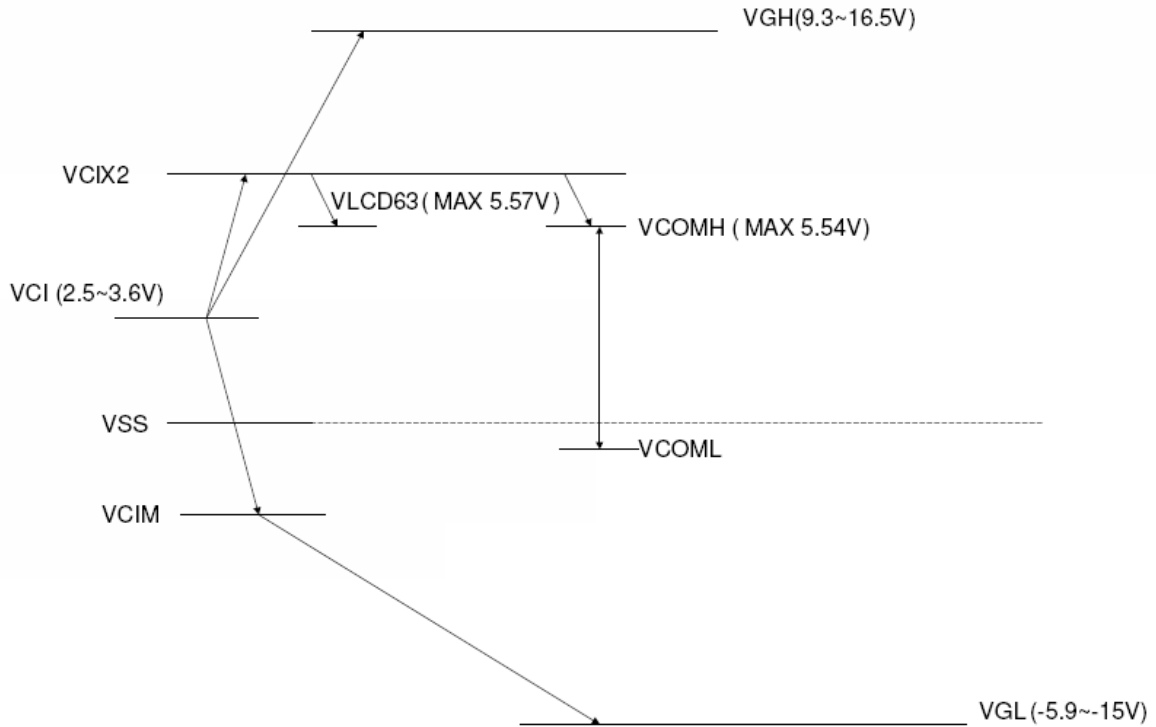 VGH(9.3~16.5V)
VCIX2
VLCD63 ( MAX 5.57V)
VCOMH ( MAX 5.54V)
VCI (2.5~3.6V)
VSS
VCOML
VCIM
VGL (-5.9~-15V)